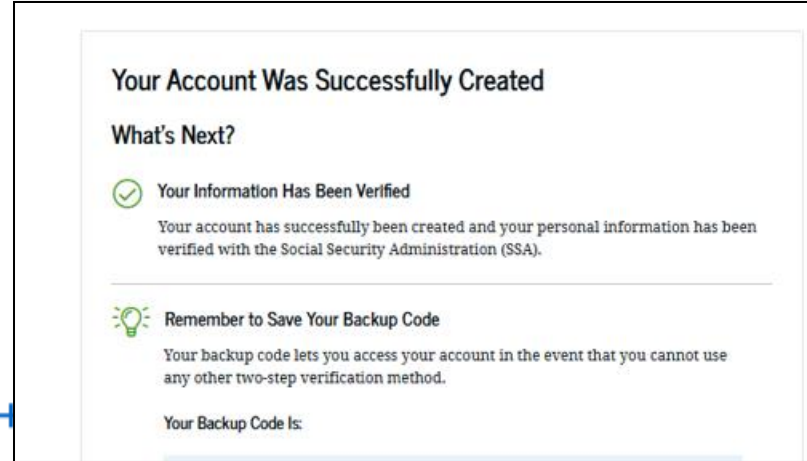 Your Account Was Successfully Created
What's Next?
Your Information Has Been Verified
Your account has successfully been created and your personal information has been
verified with the Social Security Administration (SSA).
Remember to Save Your Backup Code
Your backup code lets you access your account in the event that you cannot use
any other two-step verification method.
Your Backup Code Is: